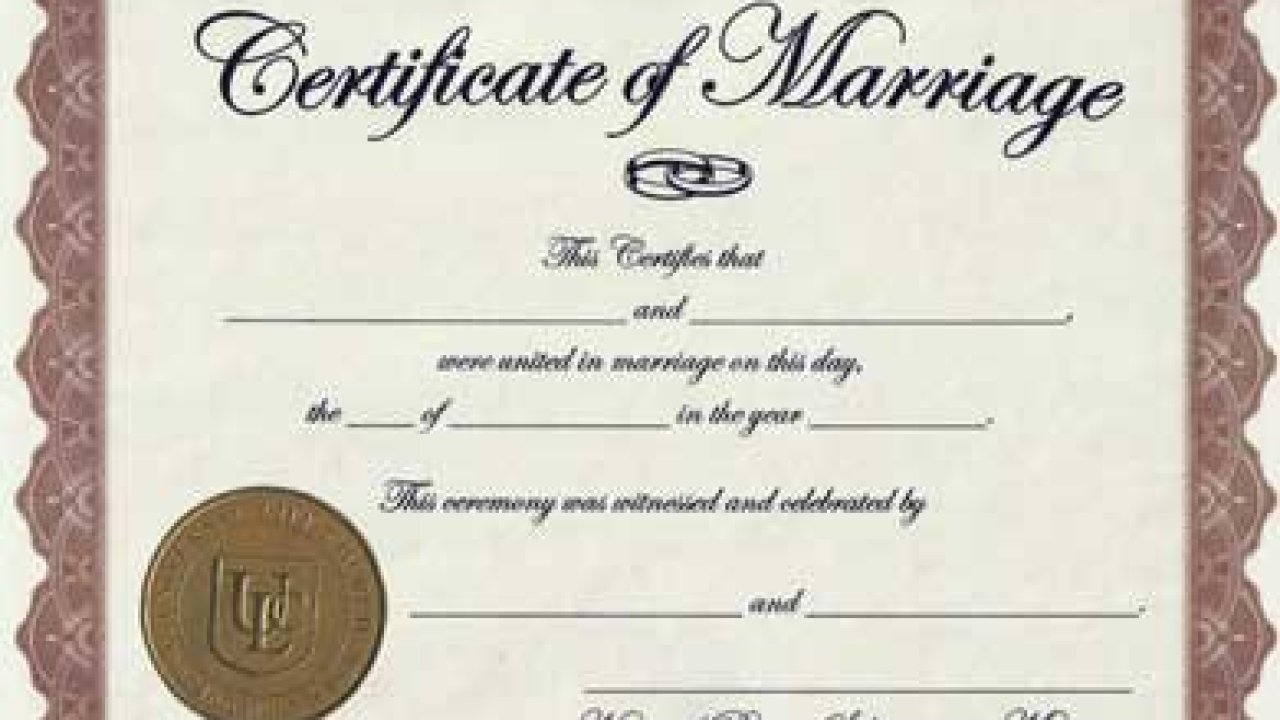 Certificate of Marriage
This Certifies that
and
were united in marriage on this day,
the of in the year
This ceremony was witnessed and celebrated by
and